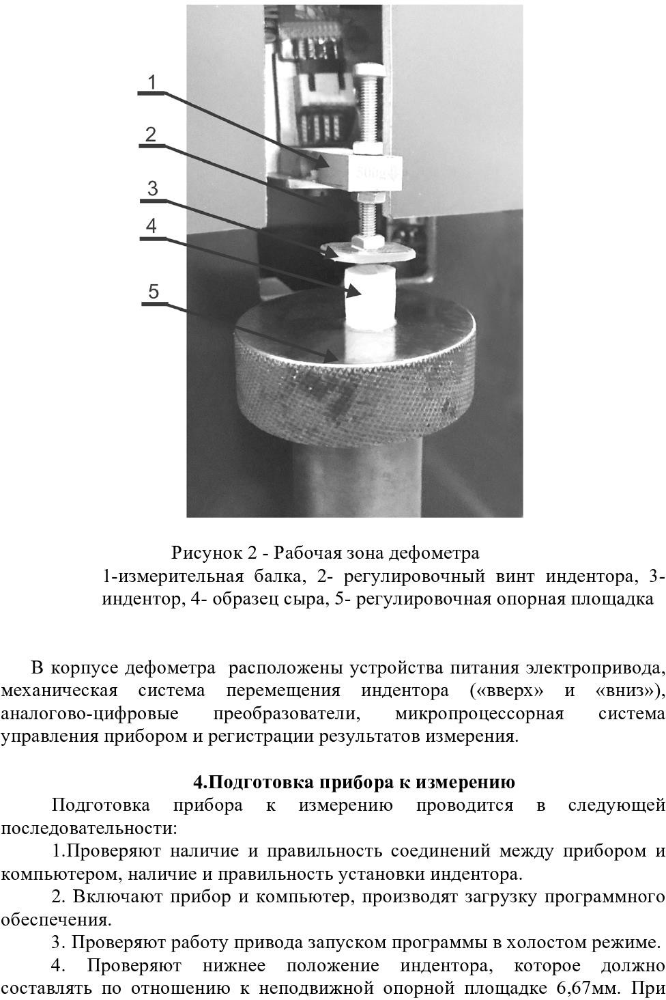 1
2
3
4
5
500g
Рисунок 2 - Рабочая зона дефометра
1-измерительная балка, 2- регулировочный винт индентора, 3-
индентор, 4- образец сыра, 5- регулировочная опорная площадка
В корпусе дефометра расположены устройства питания электропривода,
механическая система перемещения индентора («вверх» и «вниз»),
аналогово-цифровые преобразователи, микропроцессорная система
управления прибором и регистрации результатов измерения.
4.Подготовка прибора к измерению
Подготовка прибора к измерению проводится в следующей
последовательности:
1.Проверяют наличие и правильность соединений между прибором и
компьютером, наличие и правильность установки индентора.
2. Включают прибор и компьютер, производят загрузку программного
обеспечения.
3. Проверяют работу привода запуском программы в холостом режиме.
4. Проверяют нижнее положение индентора, которое должно
составлять по отношению к неподвижной опорной площадке 6,67мм. При